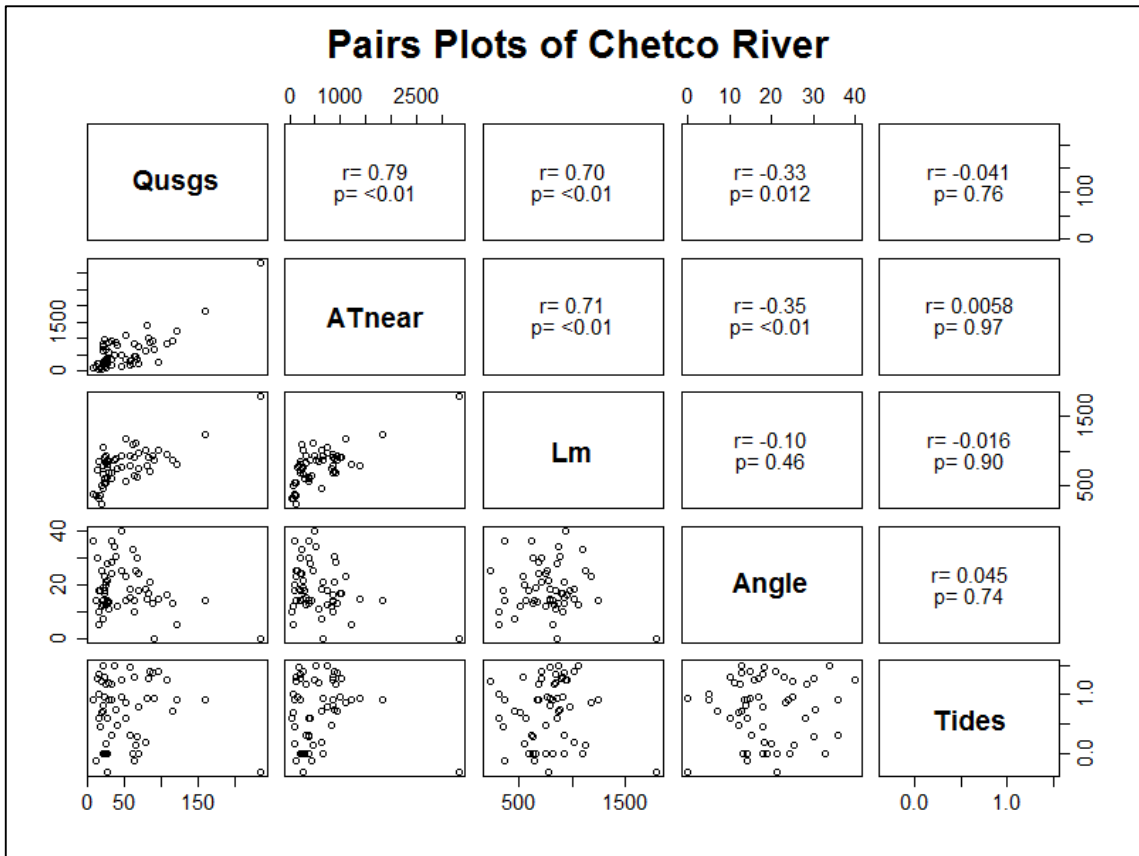 Pairs Plots of Chetco River
0 1000 2500
0 10 20 30 40
Qusgs
r= 0.79
p= <0.01
r= 0.70
p= <0.01
r= -0.33
p= 0.012
r= -0.041
p= 0.76
0 100
0 1500
ATnear
r= 0.71
p= <0.01
r= -0.35
p= <0.01
r= 0.0058
p= 0.97
Lm
r= -0.10
p= 0.46
r= -0.016
p= 0.90
500 1500
0 20 40
Angle
r= 0.045
p= 0.74
Tides
0.0 1.0
0 50 150
500 1500
0.0 1.0